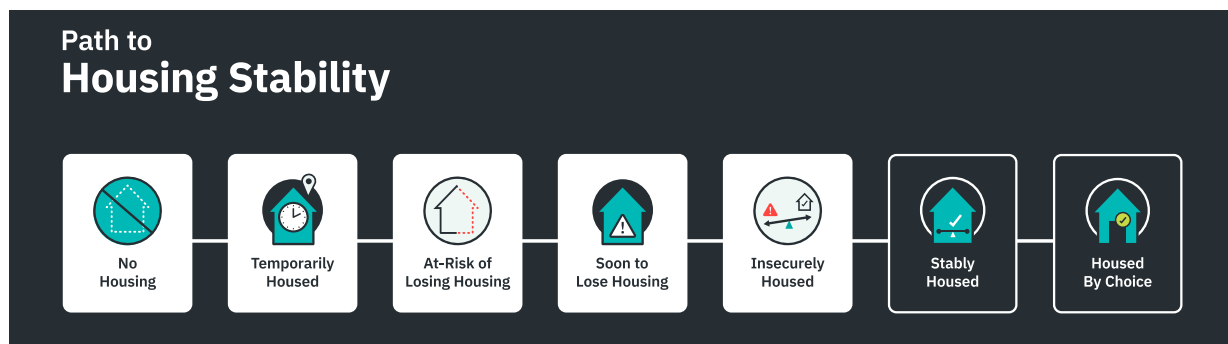 Path to
Housing Stability
No
Housing
Temporarily
Housed
At-Risk of
Losing Housing
Soon to
Lose Housing
Insecurely
Housed
Stably
Housed
Housed
By Choice